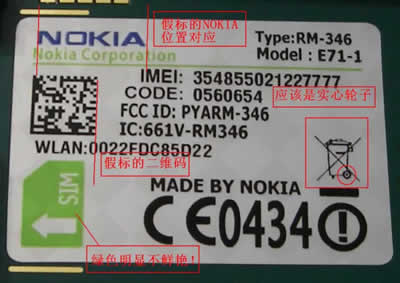 假标的NOKIA
位置对应
NOKIA
Nokia Corporation
Type:RM-346
Model : E71-1
IMEI: 354855021227777
CODE: 0560654
应该是实心轮子
FCC ID: PYARM-346
IC:661V-RM346
WLAN:0022FDC85D22
假标的二维码
SIM
MADE BY NOKIA
CE0434
绿色明显不鲜艳!